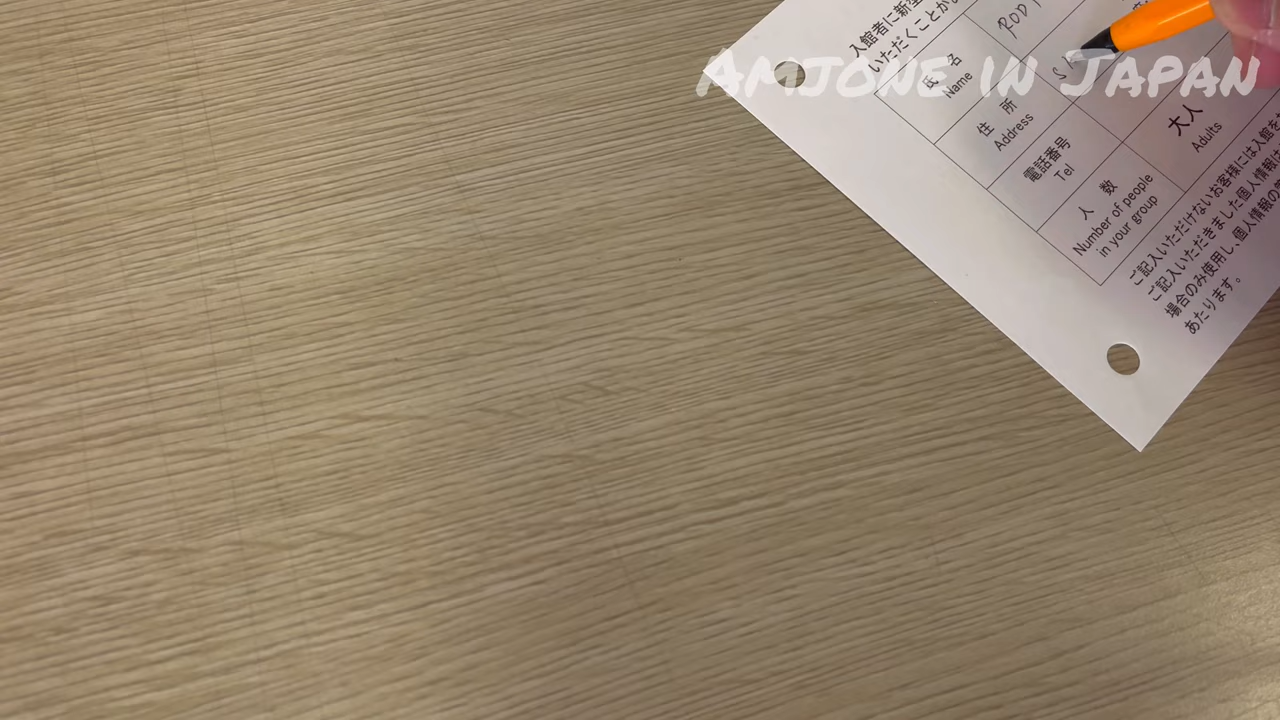 AMJONE IN JAPAN
入館者に新型
いただくことが
氏 名
Name
住 所
Address
電話番号
Tel
人 数
Number of people
in your group
大人
Adults
ご記入いただけないお客様には入館を
ご記入いただきました個人情報は
場合のみ使用し、個人情報の
あたります。